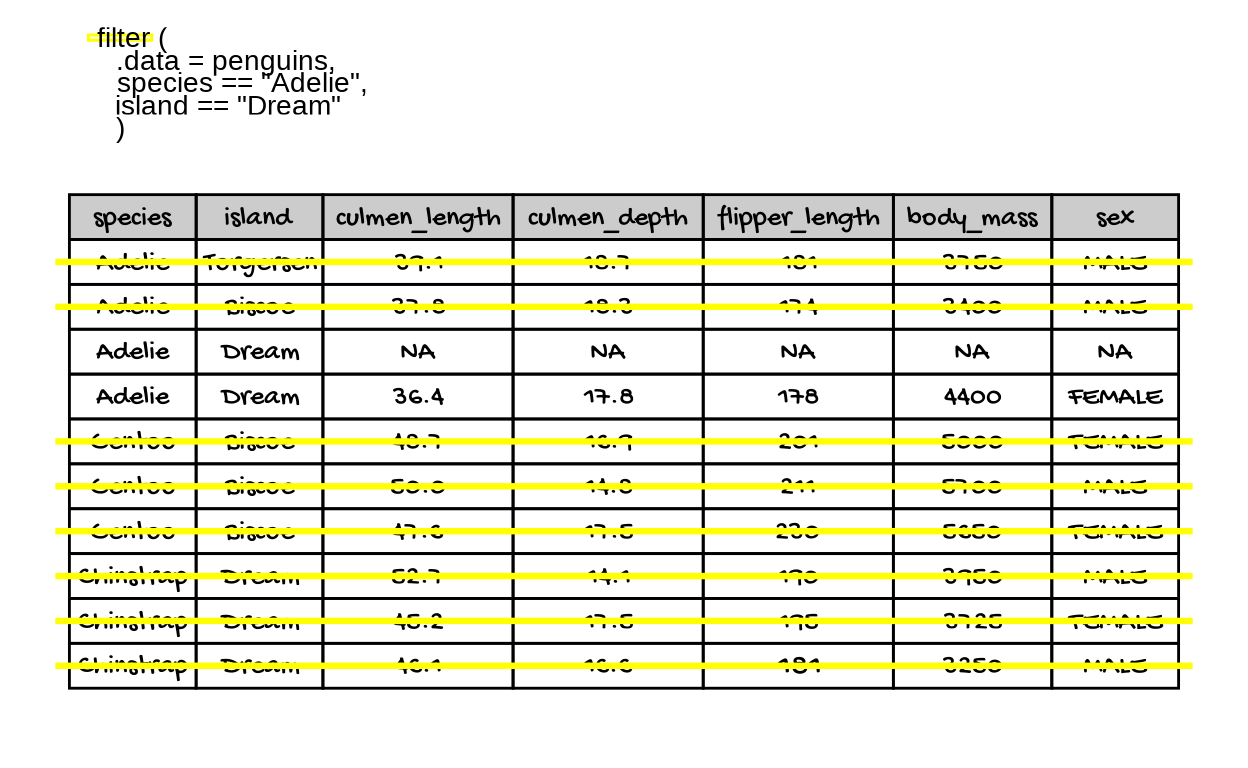 filter (
.data = penguins,
species == "Adelie",
island == "Dream"
)
species island culmen_length culmen_depth flipper_length body_mass sex
Adelie Torgersen 39.1 18.7 181 3750 MALE
Adelie Biscoe 37.8 18.3 174 3400 MALE
Adelie Dream NA NA NA NA NA
Adelie Dream 36.4 17.8 178 4400 FEMALE
Gentoo Biscoe 48.7 16.9 201 5000 FEMALE
Gentoo Biscoe 50.0 14.8 211 5700 MALE
Gentoo Biscoe 47.6 17.5 230 5650 FEMALE
Chinstrap Dream 52.7 14.1 190 3950 MALE
Chinstrap Dream 45.2 17.5 195 3725 FEMALE
Chinstrap Dream 46.1 16.6 181 3250 MALE